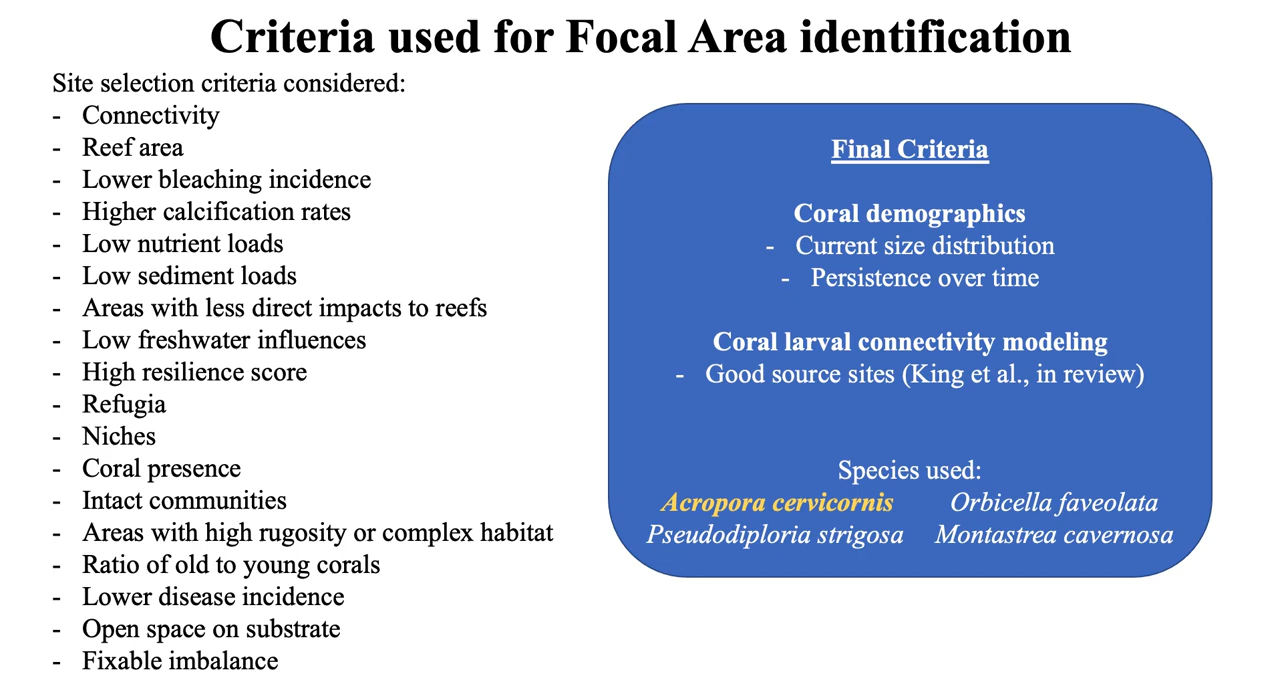 Criteria used for Focal Area identification
Site selection criteria considered:
- Connectivity
- Reef area
- Lower bleaching incidence
- Higher calcification rates
- Low nutrient loads
- Low sediment loads
- Areas with less direct impacts to reefs
- Low freshwater influences
- High resilience score
- Refugia
- Niches
- Coral presence
- Intact communities
- Areas with high rugosity or complex habitat
- Ratio of old to young corals
- Lower disease incidence
- Open space on substrate
- Fixable imbalance
Final Criteria
Coral demographics
- Current size distribution
- Persistence over time
Coral larval connectivity modeling
- Good source sites (King et al., in review)
Species used:
Acropora cervicornis Orbicella faveolata
Pseudodiploria strigosa Montastrea cavernosa